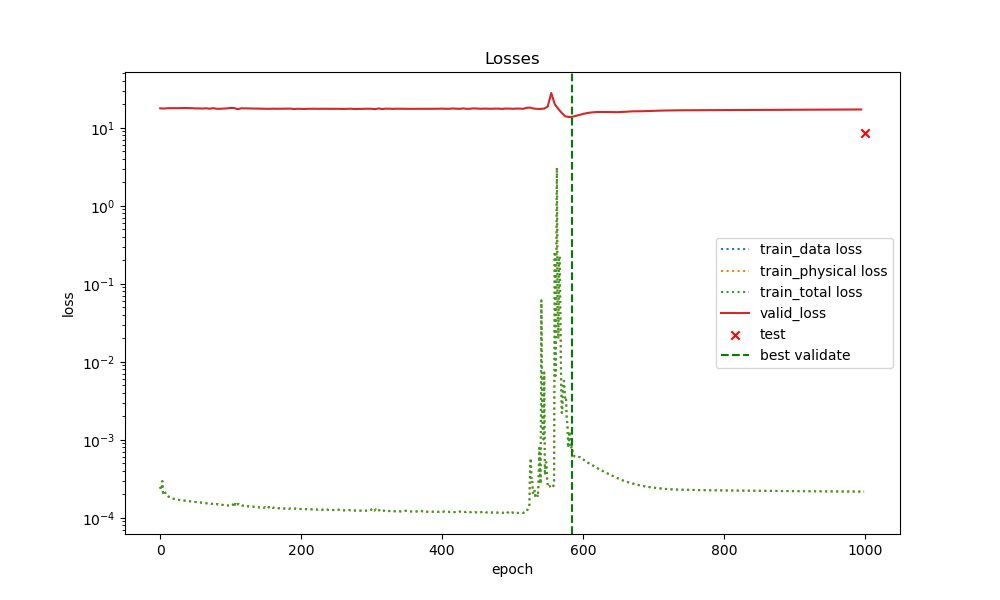 Losses
loss
10¹
10⁰
10⁻¹
10⁻²
10⁻³
10⁻⁴
train_data loss
train_physical loss
train_total loss
valid_loss
test
best validate
0 200 400 600 800 1000
epoch